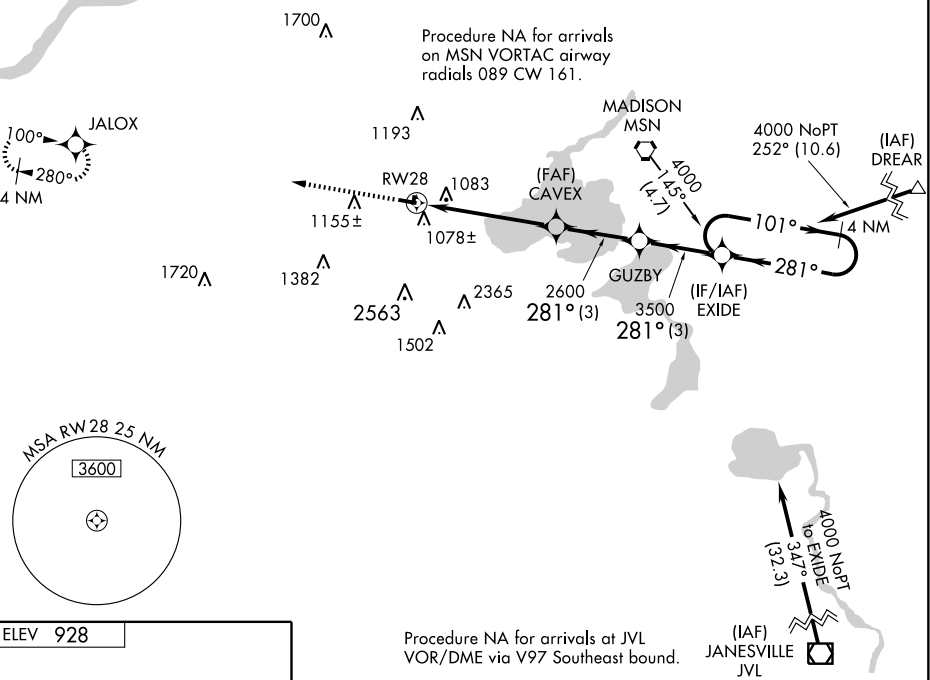 1700
Procedure NA for arrivals
on MSN VORTAC airway
radials 089 CW 161.
100°
JALOX
280°
4 NM
1193
MADISON
MSN
4000
145°
(4.7)
4000 NoPT
252° (10.6)
(IAF)
DREAR
RW28
1083
(FAF)
CAVEX
1155±
1078±
101°
4 NM
281°
GUZBY
(IF/IAF)
EXIDE
1720
1382
2563
2365
1502
2600
281° (3)
3500
281° (3)
MSA RW 28 25 NM
3600
4000 NoPT
to EXIDE
347°
(32.3)
ELEV 928
Procedure NA for arrivals at JVL
VOR/DME via V97 Southeast bound.
(IAF)
JANESVILLE
JVL